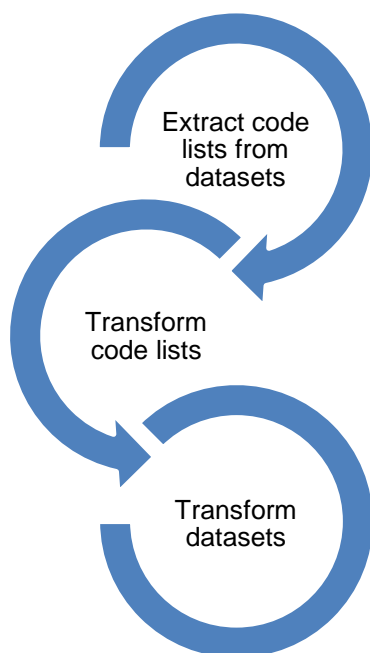 Extract code
lists from
datasets
Transform
code lists
Transform
datasets